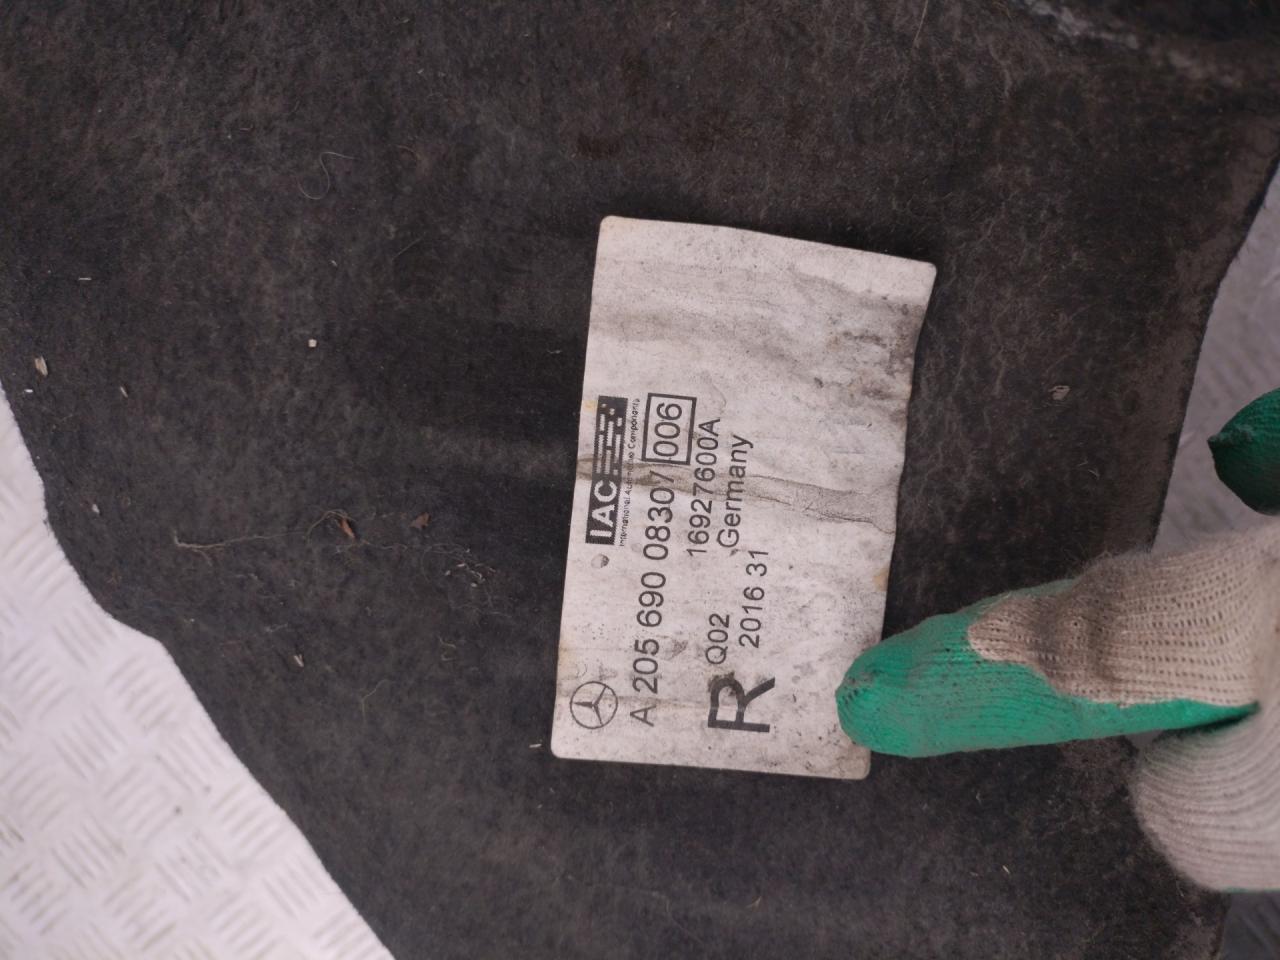 IAC
International Automotive Components
A 205 690 08307 006
Q02 16927600A
R 2016 31 Germany